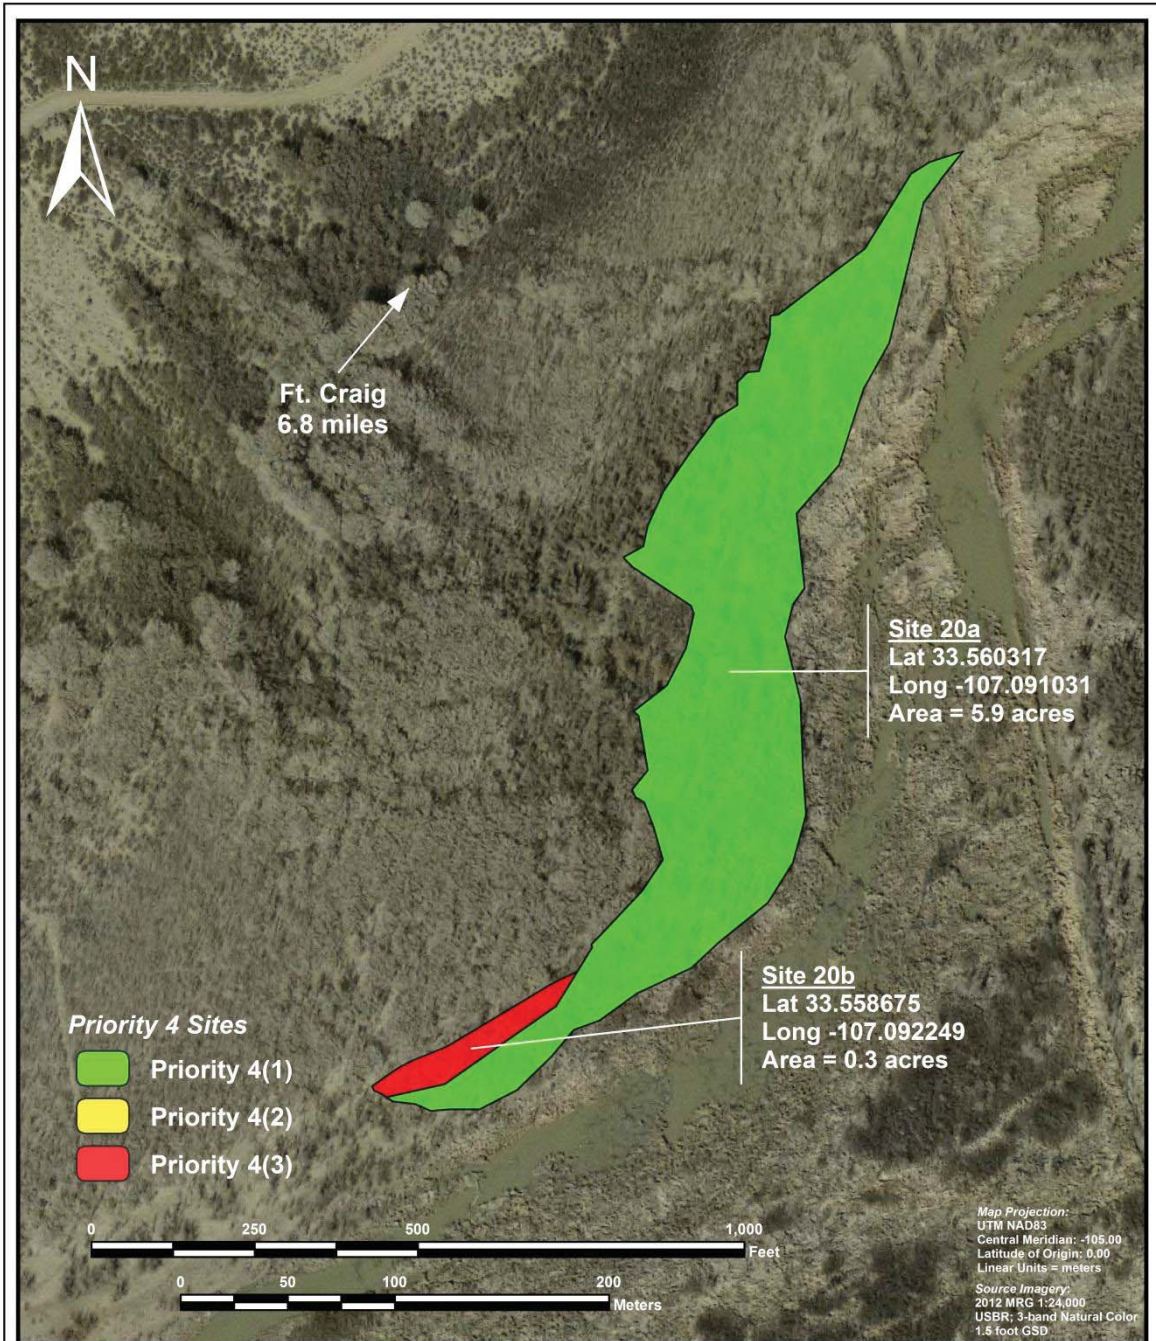 N
Ft. Craig
6.8 miles
Site 20a
Lat 33.560317
Long -107.091031
Area = 5.9 acres
Site 20b
Lat 33.558675
Long -107.092249
Area = 0.3 acres
Priority 4 Sites
Priority 4(1)
Priority 4(2)
Priority 4(3)
0 250 500 1,000
Feet
0 50 100 200
Meters
Map Projection:
UTM NAD83
Central Meridian: -105.00
Latitude of Origin: 0.00
Linear Units = meters
Source Imagery:
2012 MRG 1:24,000
USBR; 3-band Natural Color
1.5 foot GSD